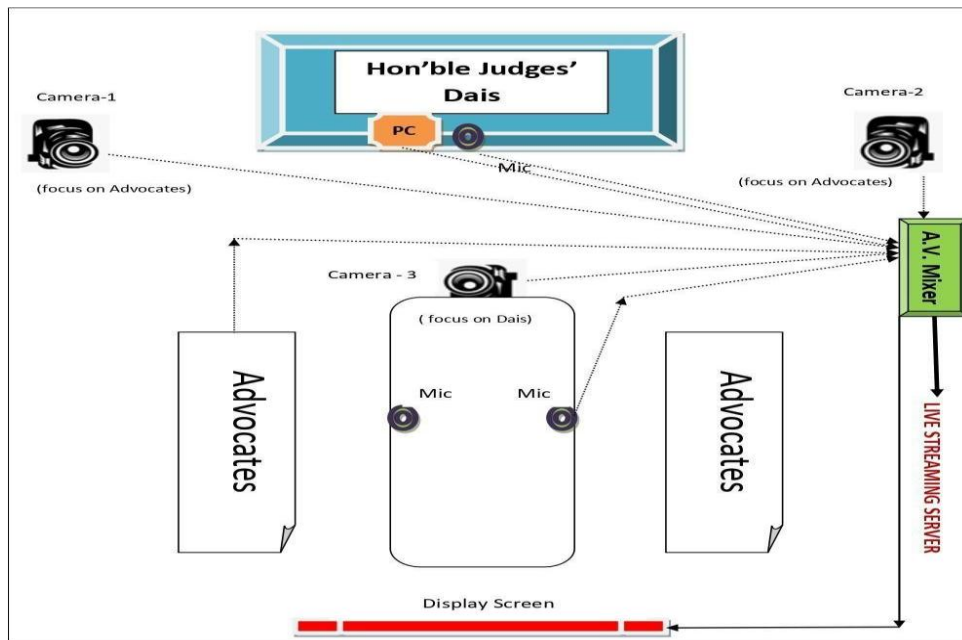 Hon'ble Judges'
Dais
Camera-1
Camera-2
PC
Mic
(focus on Advocates)
(focus on Advocates)
A.V. Mixer
Camera - 3
( focus on Dais)
Advocates
Mic
Mic
Advocates
LIVE STREAMING SERVER
Display Screen